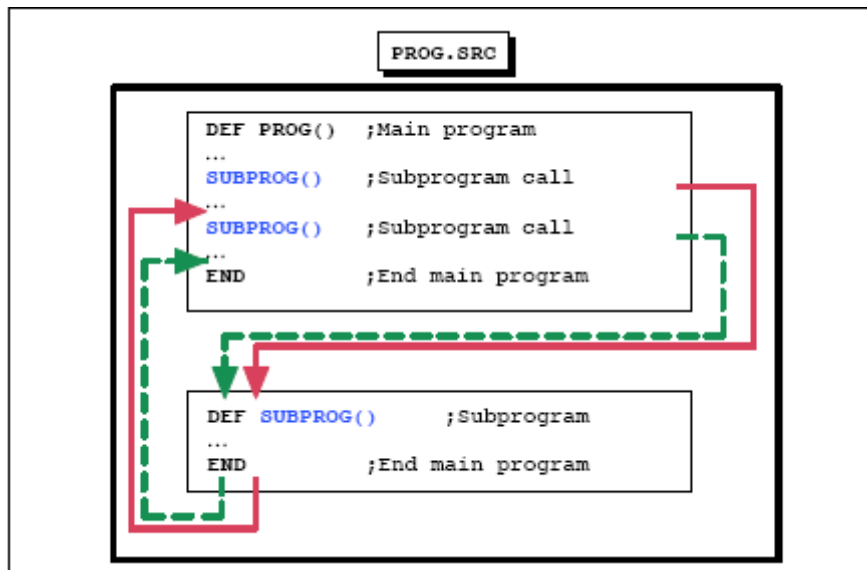 PROG.SRC
DEF PROG() ;Main program
...
SUBPROG() ;Subprogram call
...
SUBPROG() ;Subprogram call
...
END ;End main program
DEF SUBPROG() ;Subprogram
...
END ;End main program